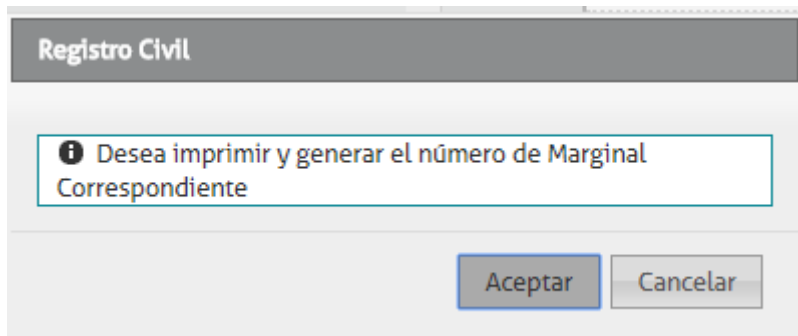 Registro Civil
Desea imprimir y generar el número de Marginal
Correspondiente
Aceptar
Cancelar